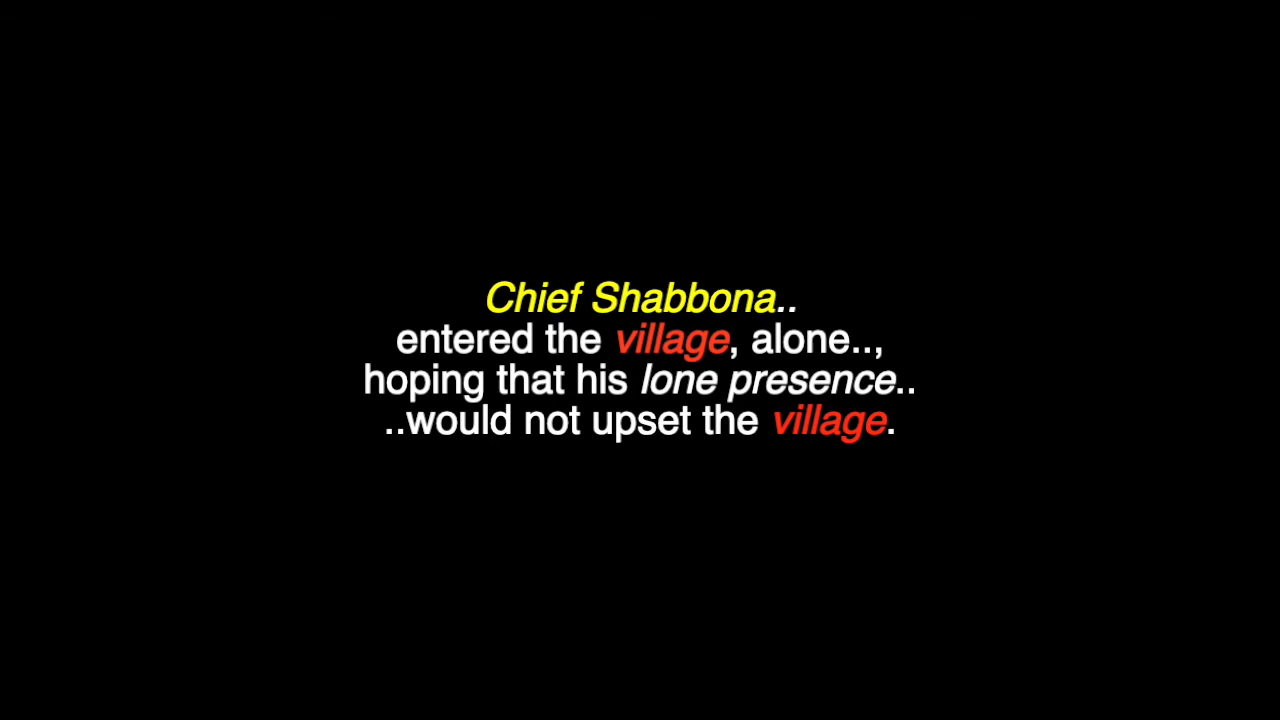 Chief Shabbona..
entered the village, alone..,
hoping that his lone presence..
..would not upset the village.